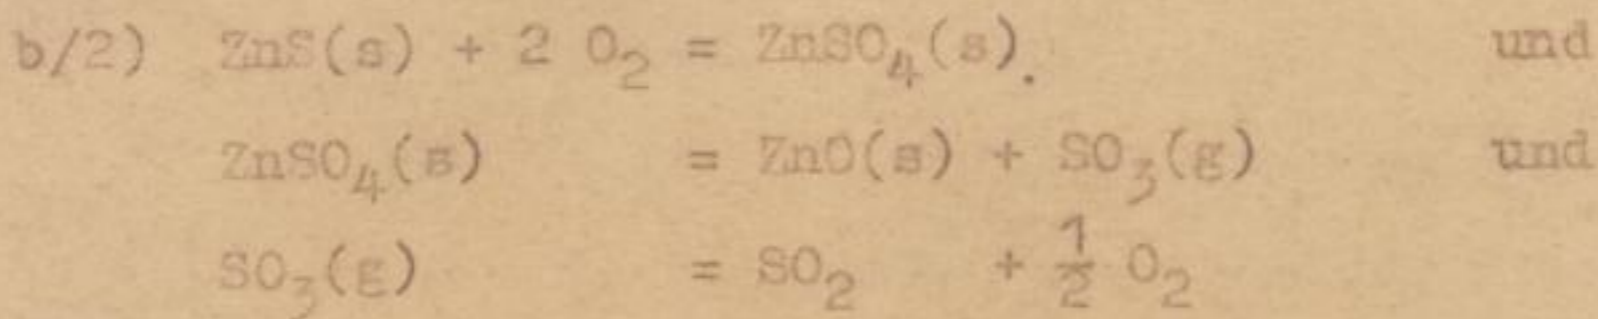 b/2) ZnS(s) + 2 O₂ = ZnSO₄(s). und
ZnSO₄(s) = ZnO(s) + SO₃(g) und
SO₃(g) = SO₂ + ½ O₂